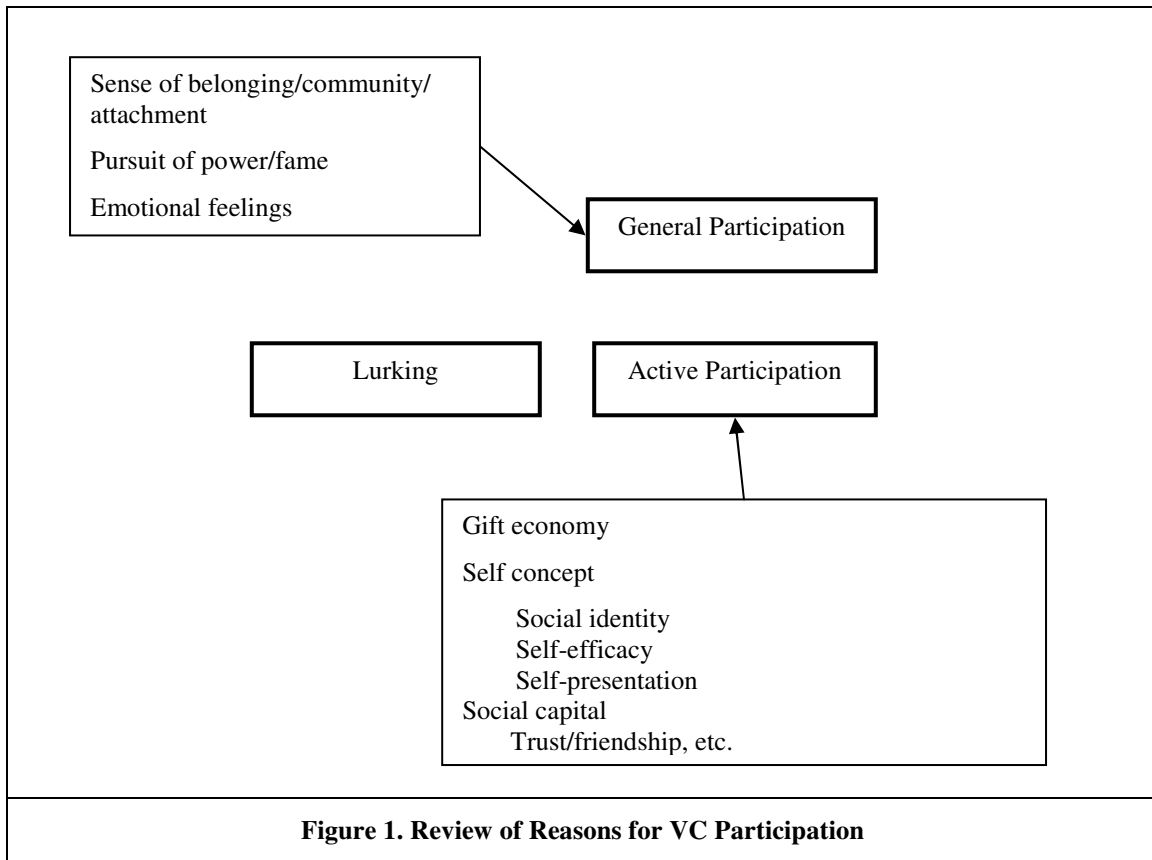 Sense of belonging/community/
attachment
Pursuit of power/fame
Emotional feelings
General Participation
Lurking
Active Participation
Gift economy
Self concept
Social identity
Self-efficacy
Self-presentation
Social capital
Trust/friendship, etc.
Figure 1. Review of Reasons for VC Participation